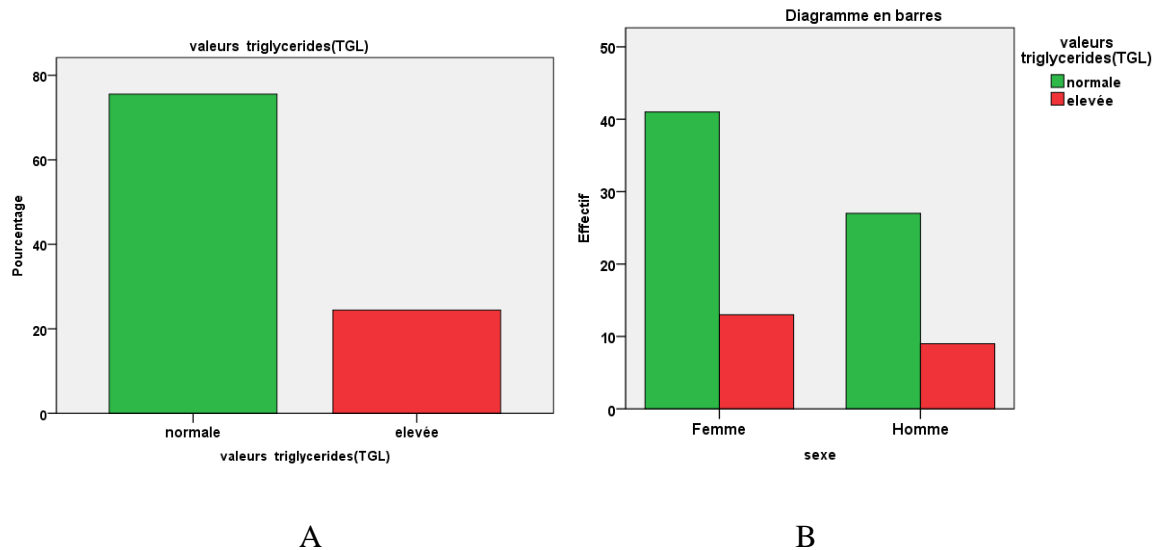 valeurs triglycerides(TGL)
80
60
40
20
0
Pourcentage
normale elevée
valeurs triglycerides(TGL)
A
Diagramme en barres
50
40
30
20
10
0
Effectif
Femme Homme
sexe
valeurs
triglycerides(TGL)
normale
elevée
B